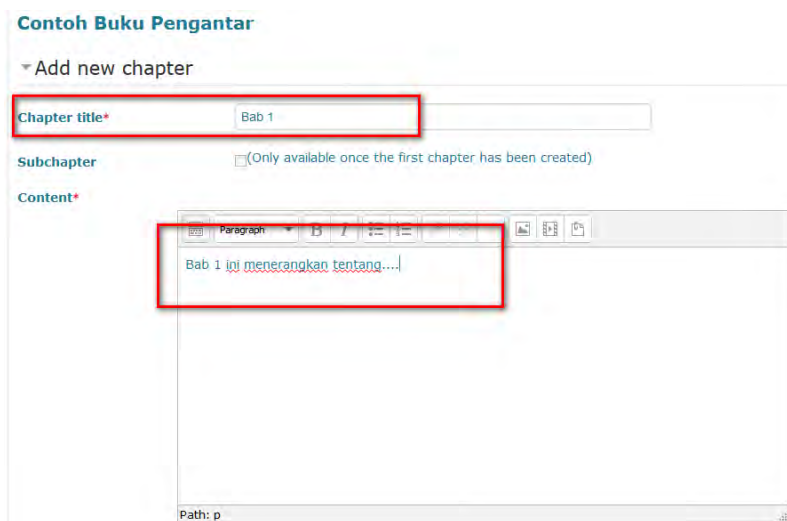 Contoh Buku Pengantar
Add new chapter
Chapter title*
Bab 1
Subchapter
(Only available once the first chapter has been created)
Content*
Paragraph B I
Bab 1 ini menerangkan tentang....
Path: p